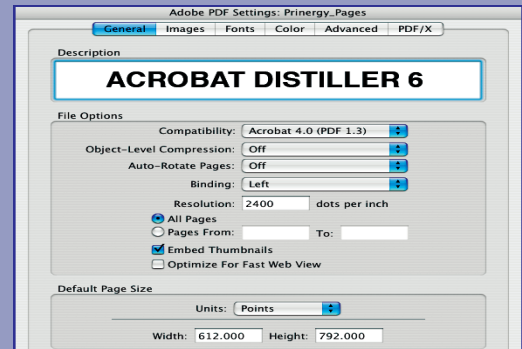 Adobe PDF Settings: Prinergy_Pages
General Images Fonts Color Advanced PDF/X
Description
ACROBAT DISTILLER 6
File Options
Compatibility: Acrobat 4.0 (PDF 1.3)
Object-Level Compression: Off
Auto-Rotate Pages: Off
Binding: Left
Resolution: 2400 dots per inch
All Pages
Pages From: To:
Embed Thumbnails
Optimize For Fast Web View
Default Page Size
Units: Points
Width: 612.000 Height: 792.000